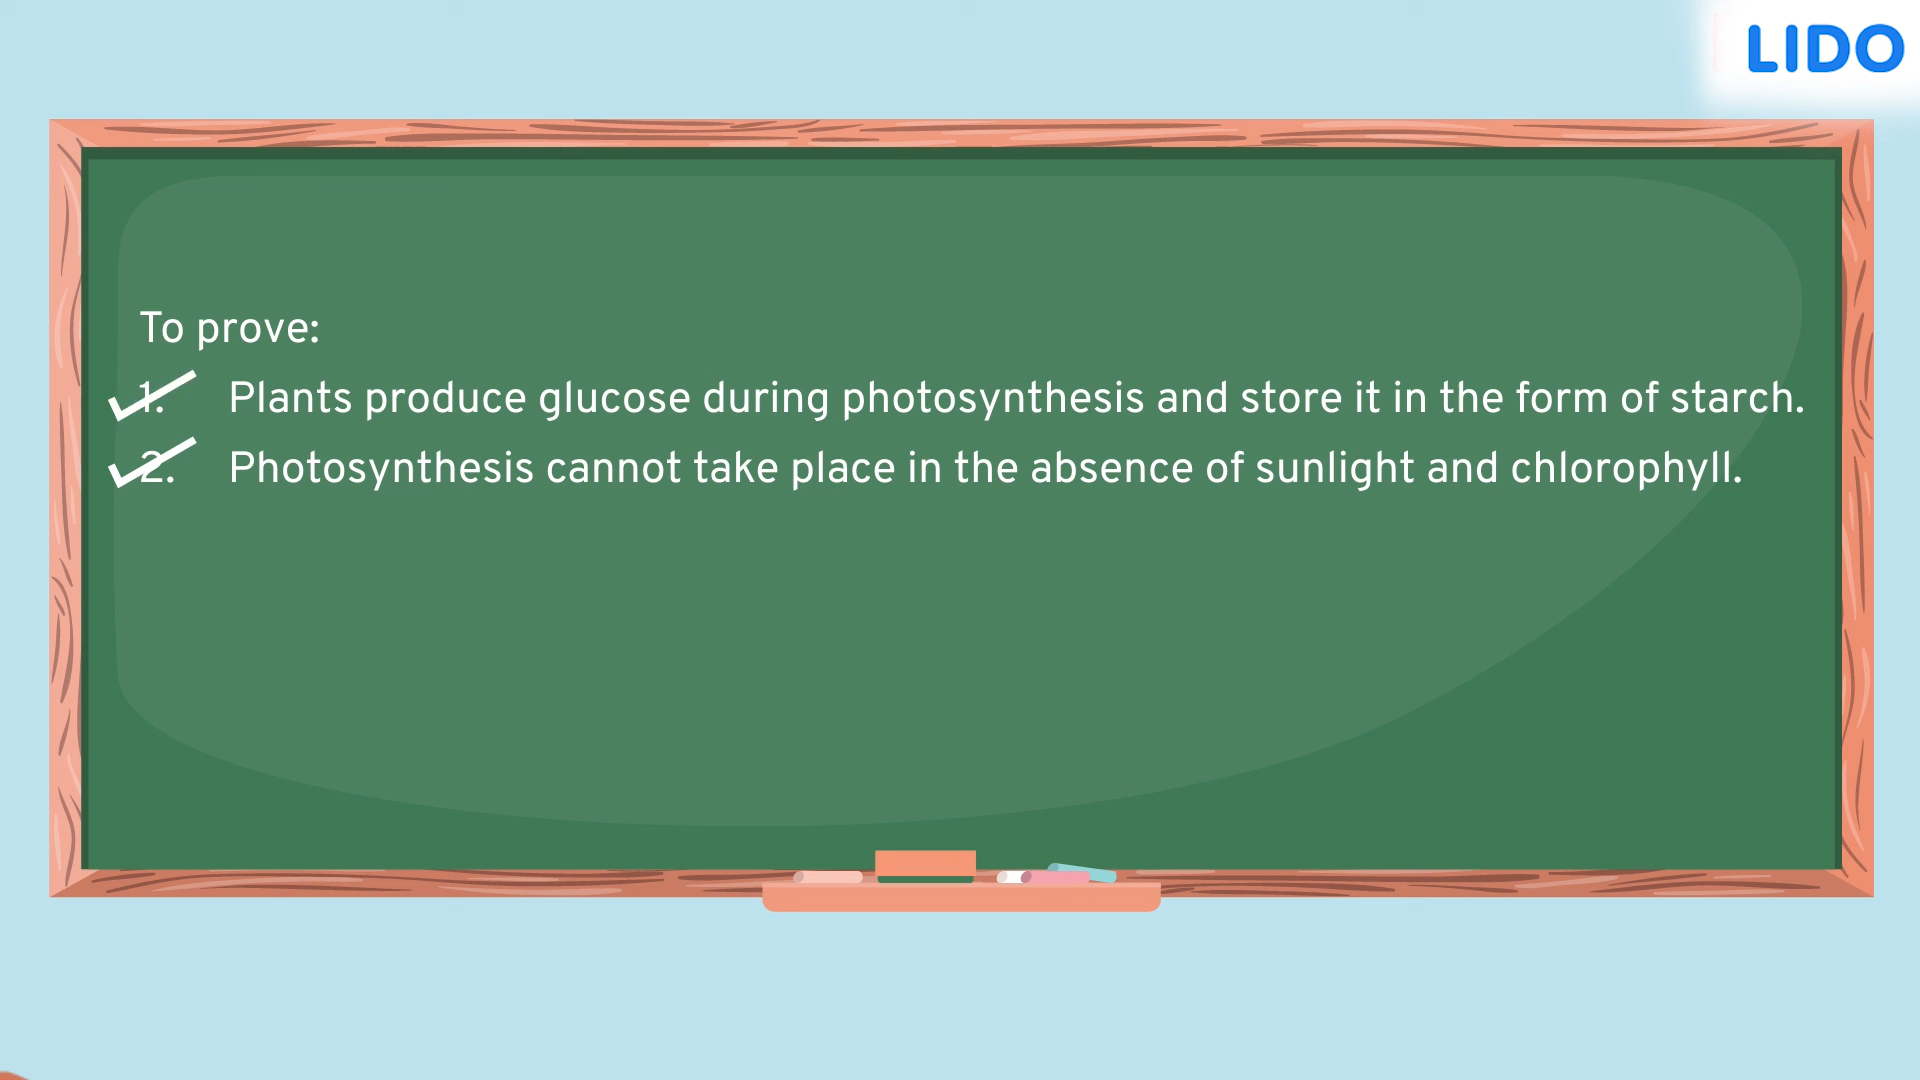 LIDO
To prove:
1. Plants produce glucose during photosynthesis and store it in the form of starch.
2. Photosynthesis cannot take place in the absence of sunlight and chlorophyll.